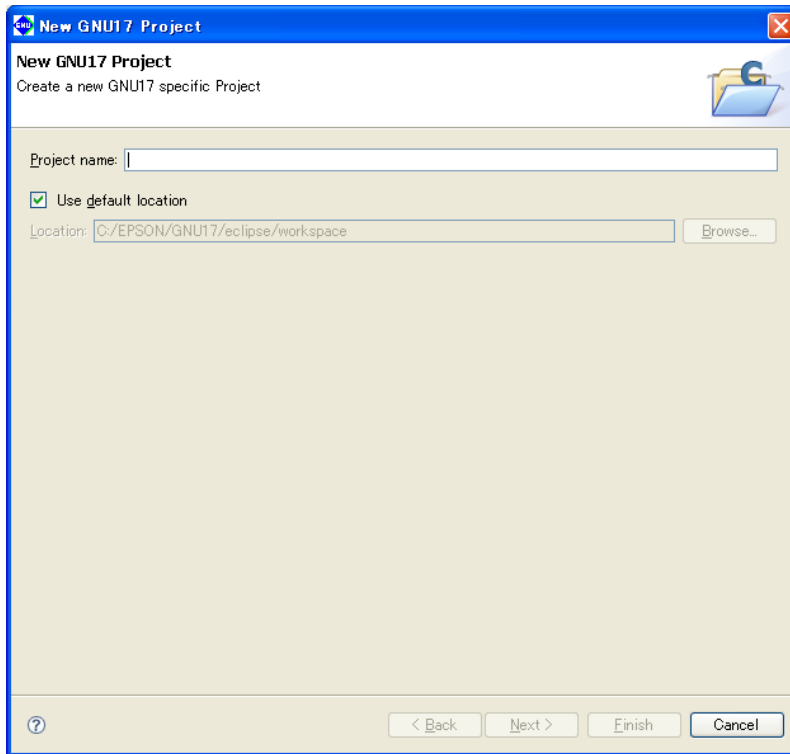 GNU New GNU17 Project
New GNU17 Project
Create a new GNU17 specific Project
C
Project name:
Use default location
Location: C:/EPSON/GNU17/eclipse/workspace Browse...
? < Back Next > Finish Cancel